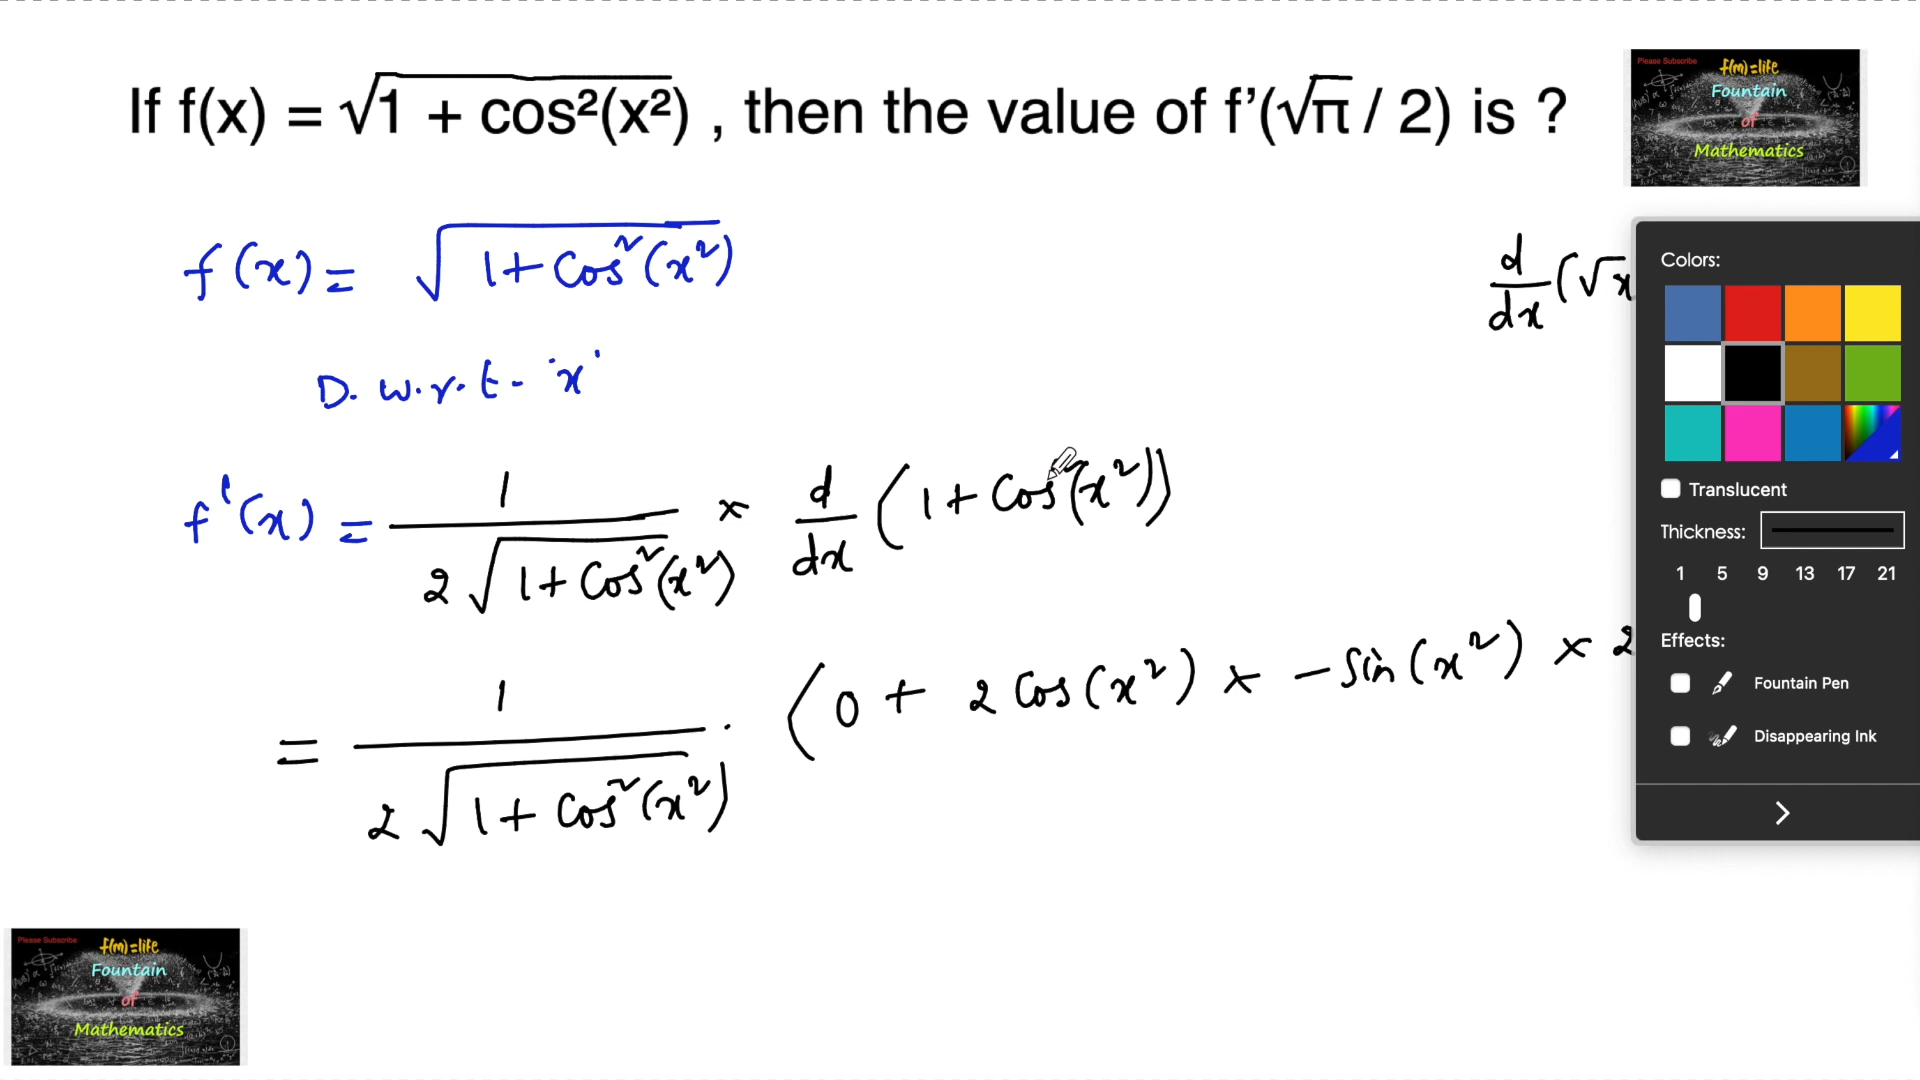 If f(x) = √1 + cos²(x²) , then the value of f’(√π / 2) is ?
Please Subscribe
f(m)=life
Fountain
of
Mathematics
f(x) = √1+Cos²(x²)
d/dx (√x
D. w.r.t. 'x'
f'(x) = 1 / 2√1+Cos²(x²) × d/dx (1+Cos²(x²))
= 1 / 2√1+Cos²(x²) . (0 + 2 Cos(x²) × -Sin(x²) × 2
Colors:
Translucent
Thickness:
1 5 9 13 17 21
Effects:
Fountain Pen
Disappearing Ink
Please Subscribe
f(m)=life
Fountain
of
Mathematics